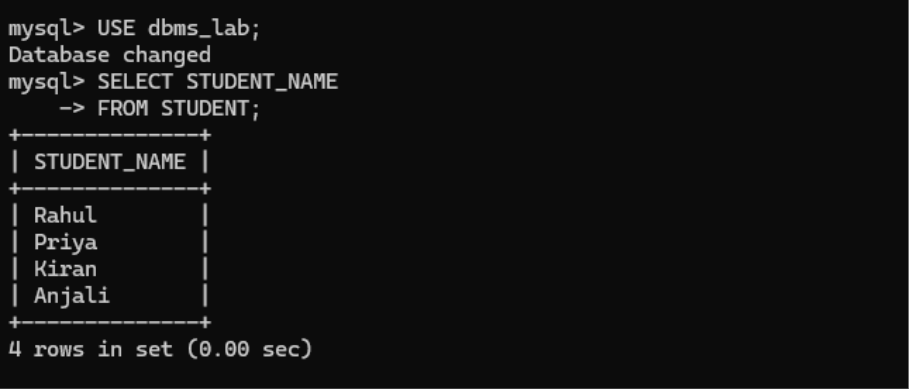 mysql> USE dbms_lab;
Database changed
mysql> SELECT STUDENT_NAME
    -> FROM STUDENT;
+--------------+
| STUDENT_NAME |
+--------------+
| Rahul        |
| Priya        |
| Kiran        |
| Anjali       |
+--------------+
4 rows in set (0.00 sec)